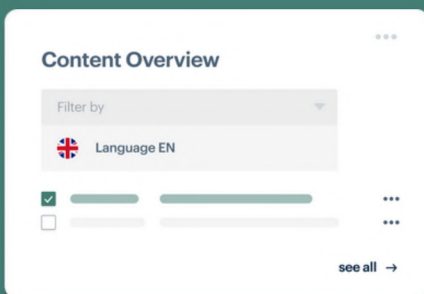 Content Overview
Filter by
Language EN
see all →